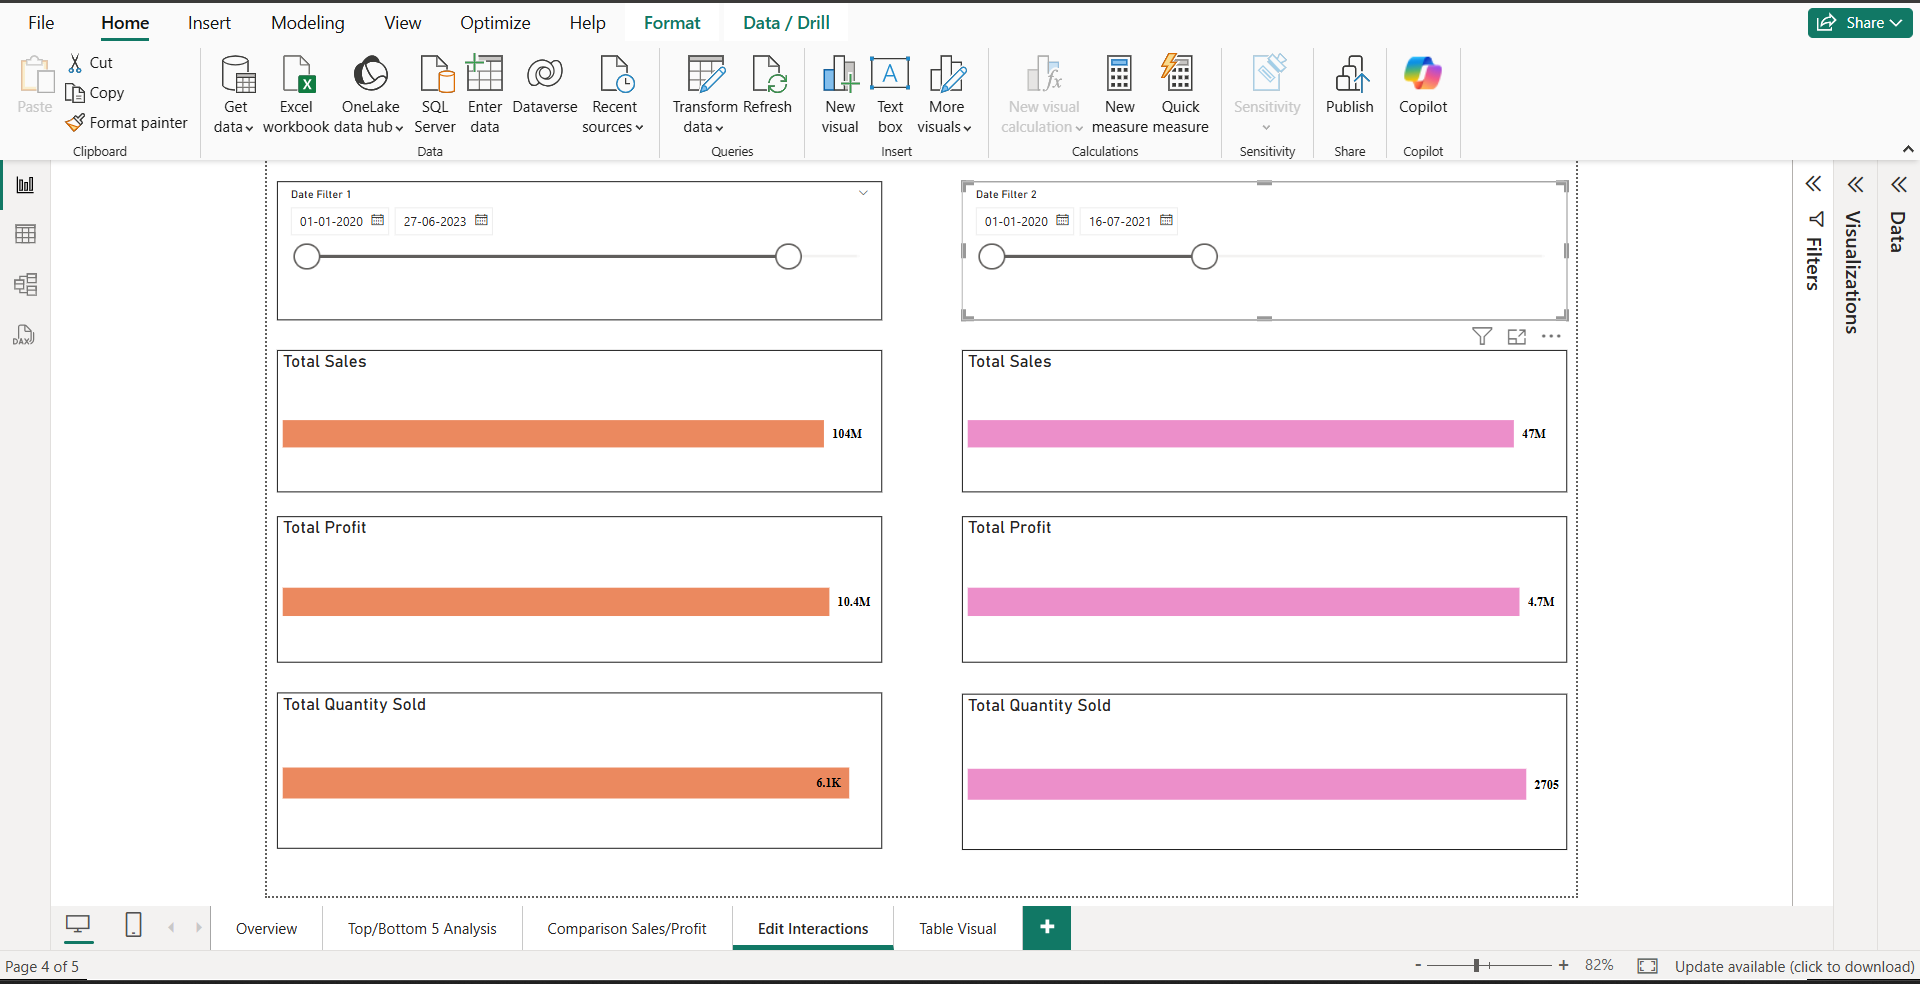 File Home Insert Modeling View Optimize Help Format Data / Drill Share
Paste
Cut
Copy
Format painter
Clipboard
Get data
Excel workbook
OneLake data hub
SQL Server
Enter data
Dataverse
Recent sources
Data
Transform data
Refresh
Queries
New visual
Text box
More visuals
Insert
New visual calculation
New measure
Quick measure
Calculations
Sensitivity
Sensitivity
Publish
Share
Copilot
Copilot
DAX
Date Filter 1
01-01-2020 27-06-2023
Date Filter 2
01-01-2020 16-07-2021
Total Sales
104M
Total Sales
47M
Total Profit
10.4M
Total Profit
4.7M
Total Quantity Sold
6.1K
Total Quantity Sold
2705
Filters
Visualizations
Data
Overview Top/Bottom 5 Analysis Comparison Sales/Profit Edit Interactions Table Visual +
Page 4 of 5
- + 82% Update available (click to download)